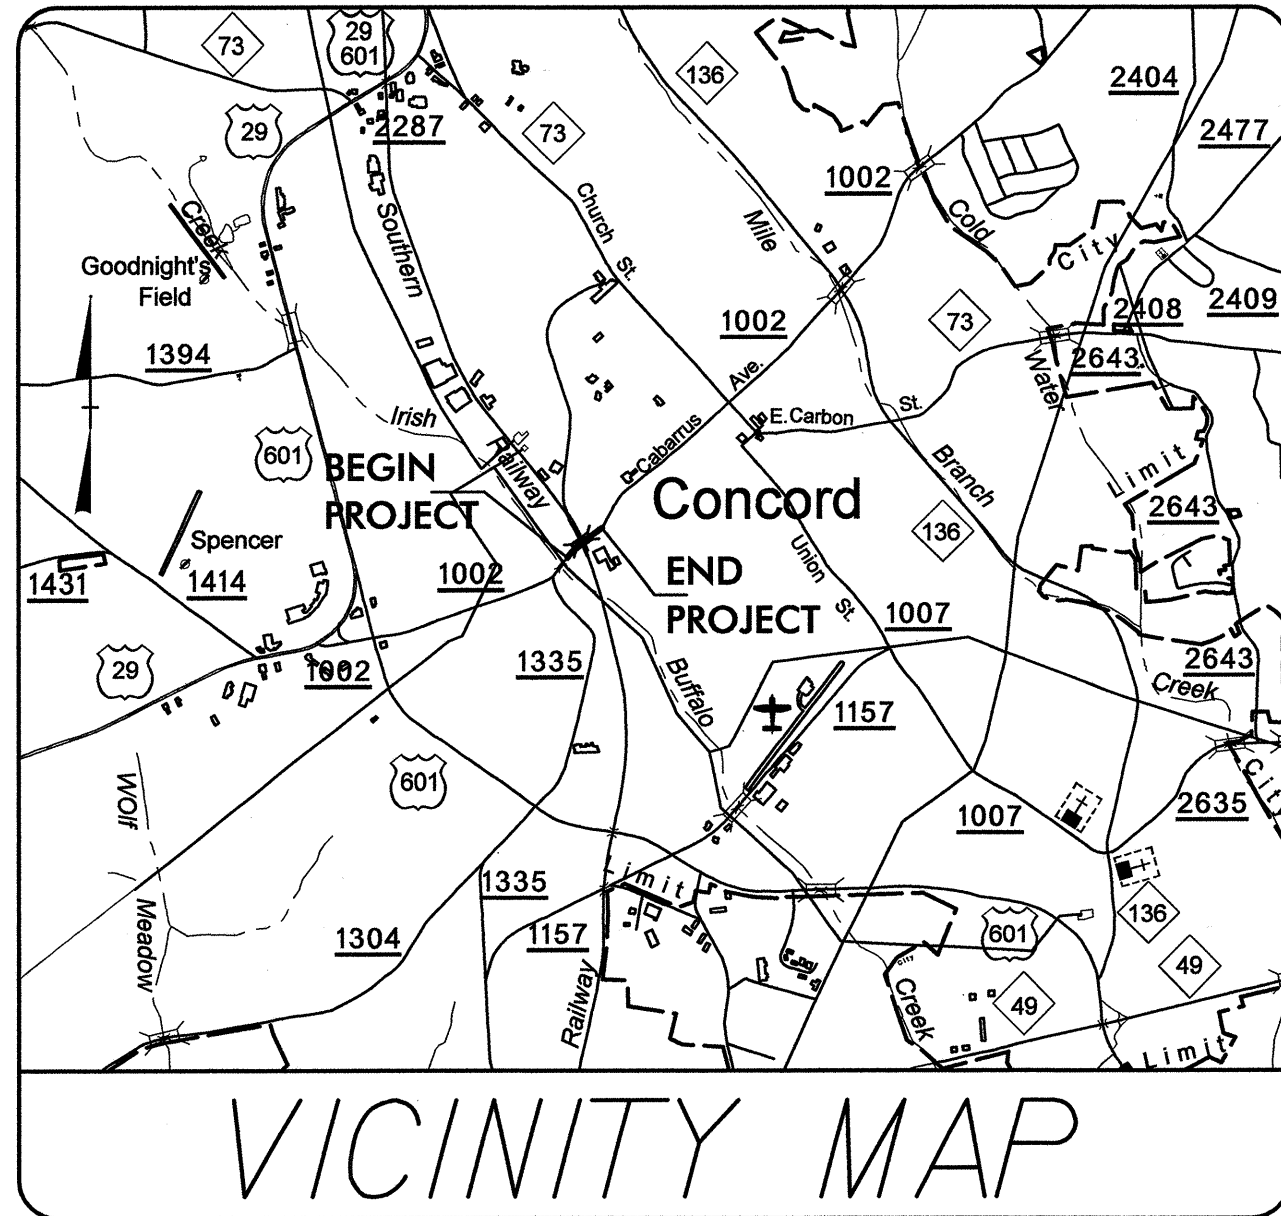 73
29
601
136
2404
29
2287
73
2477
1002
Creek
Southern
Church
St.
Mile
Cold
City
Goodnight's
Field
1394
1002
73
2408
2409
2643
Water
Irish
Ave.
Cabarrus
E. Carbon
St.
601
BEGIN
PROJECT
Railway
Concord
Branch
Limit
2643
136
Spencer
1431
1414
1002
END
PROJECT
Union
St.
1007
29
1002
1335
Buffalo
1157
2643
Creek
601
City
2635
1007
Wolf
Meadow
Limit
1335
1304
1157
Railway
601
136
49
City
Creek
49
Limit
VICINITY MAP